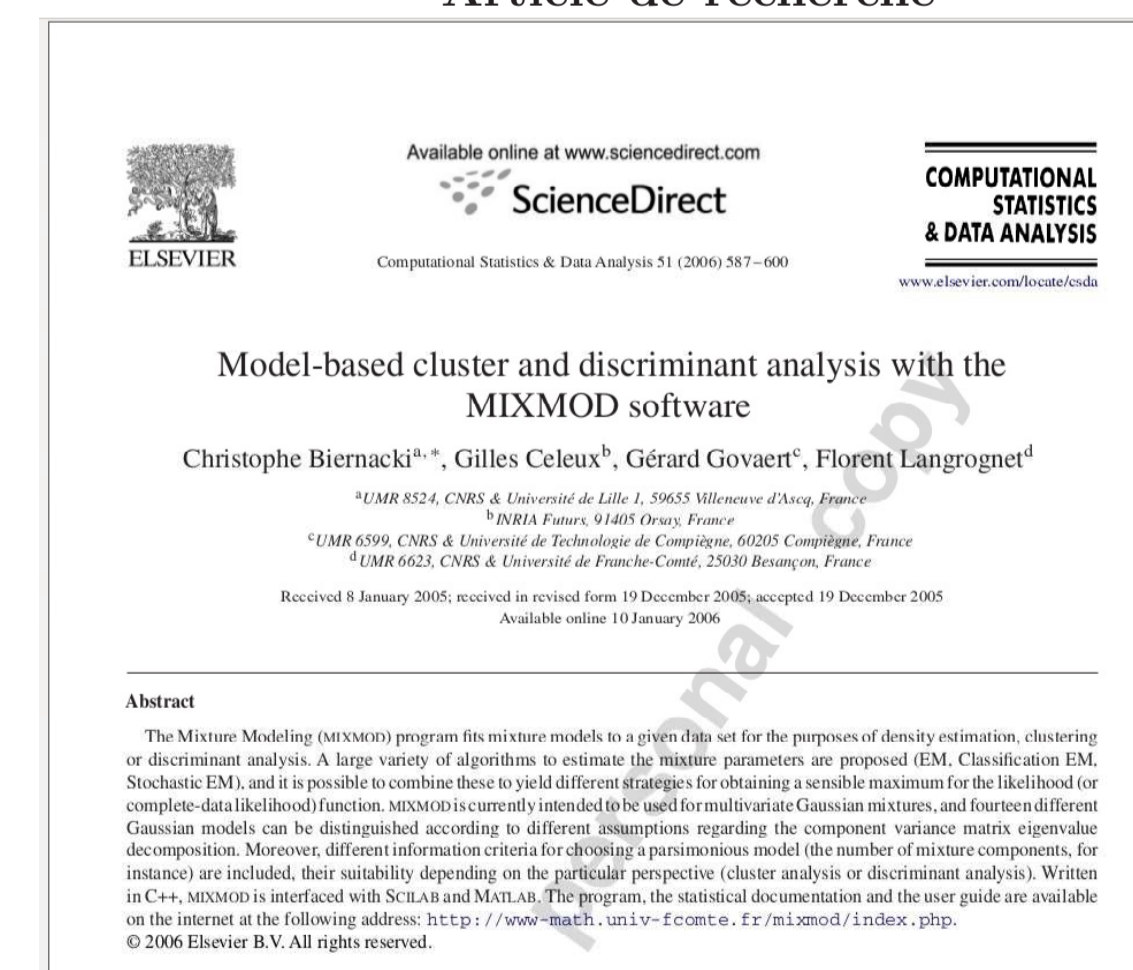 Article de recherche
Available online at www.sciencedirect.com
ScienceDirect
COMPUTATIONAL
STATISTICS
& DATA ANALYSIS
ELSEVIER
Computational Statistics & Data Analysis 51 (2006) 587–600
www.elsevier.com/locate/csda
Model-based cluster and discriminant analysis with the
MIXMOD software
Christophe Biernackia,*, Gilles Celeuxb, Gérard Govaertc, Florent Langrognetd
aUMR 8524, CNRS & Université de Lille 1, 59655 Villeneuve d'Ascq, France
bINRIA Futurs, 91405 Orsay, France
cUMR 6599, CNRS & Université de Technologie de Compiègne, 60205 Compiègne, France
dUMR 6623, CNRS & Université de Franche-Comté, 25030 Besançon, France
Received 8 January 2005; received in revised form 19 December 2005; accepted 19 December 2005
Available online 10 January 2006
Abstract
The Mixture Modeling (MIXMOD) program fits mixture models to a given data set for the purposes of density estimation, clustering
or discriminant analysis. A large variety of algorithms to estimate the mixture parameters are proposed (EM, Classification EM,
Stochastic EM), and it is possible to combine these to yield different strategies for obtaining a sensible maximum for the likelihood (or
complete-data likelihood) function. MIXMOD is currently intended to be used for multivariate Gaussian mixtures, and fourteen different
Gaussian models can be distinguished according to different assumptions regarding the component variance matrix eigenvalue
decomposition. Moreover, different information criteria for choosing a parsimonious model (the number of mixture components, for
instance) are included, their suitability depending on the particular perspective (cluster analysis or discriminant analysis). Written
in C++, MIXMOD is interfaced with SCILAB and MATLAB. The program, the statistical documentation and the user guide are available
on the internet at the following address: http://www-math.univ-fcomte.fr/mixmod/index.php.
© 2006 Elsevier B.V. All rights reserved.
personal copy